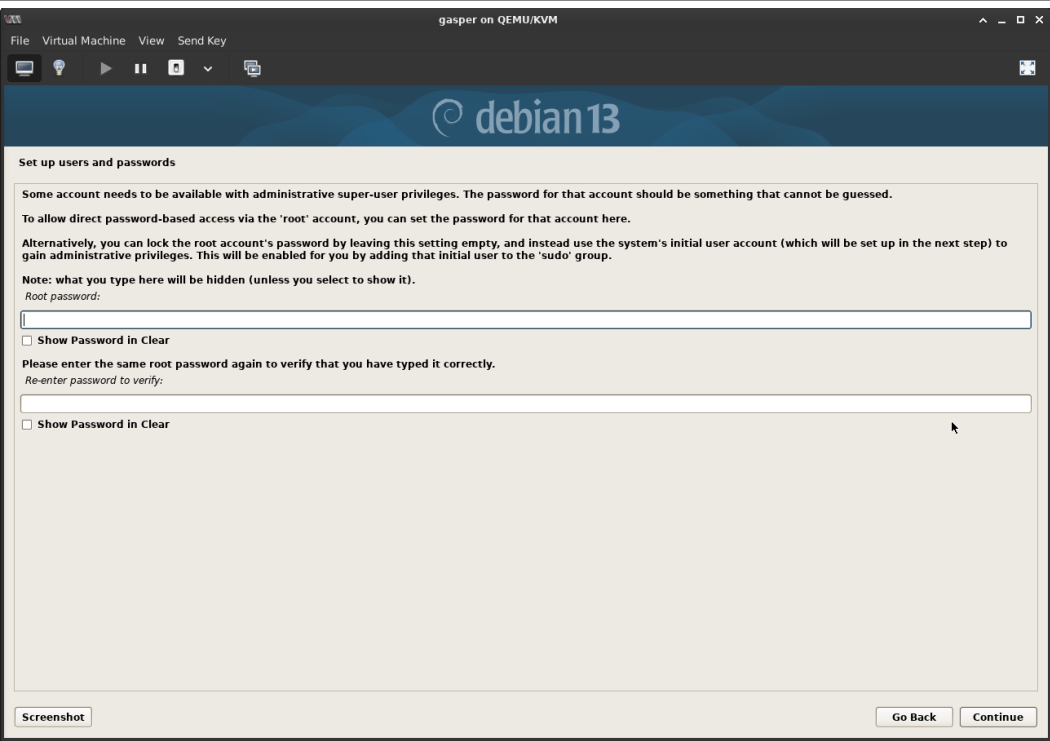 gasper on QEMU/KVM
File Virtual Machine View Send Key
debian 13
Set up users and passwords
Some account needs to be available with administrative super-user privileges. The password for that account should be something that cannot be guessed.
To allow direct password-based access via the 'root' account, you can set the password for that account here.
Alternatively, you can lock the root account's password by leaving this setting empty, and instead use the system's initial user account (which will be set up in the next step) to
gain administrative privileges. This will be enabled for you by adding that initial user to the 'sudo' group.
Note: what you type here will be hidden (unless you select to show it).
Root password:
Show Password in Clear
Please enter the same root password again to verify that you have typed it correctly.
Re-enter password to verify:
Show Password in Clear
Screenshot Go Back Continue